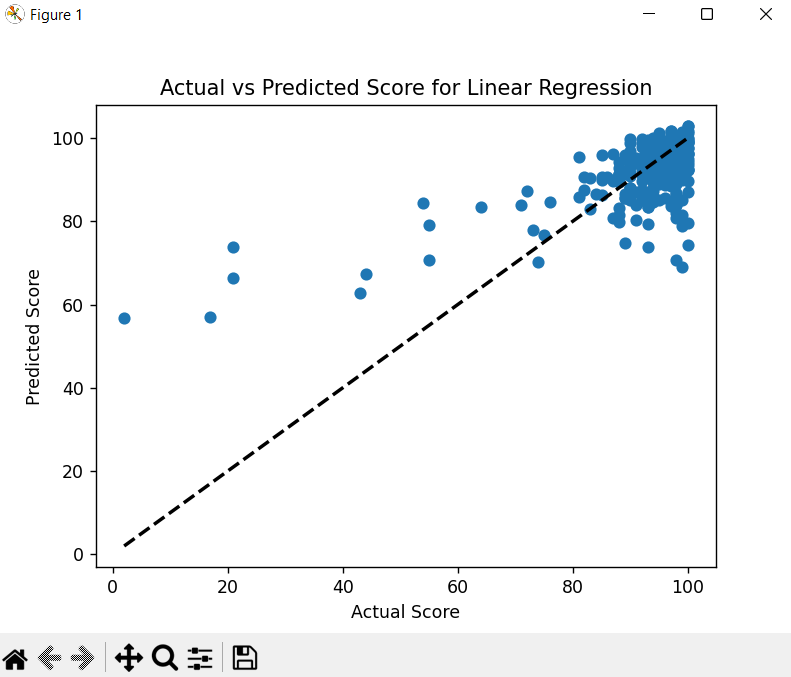 Figure 1
Actual vs Predicted Score for Linear Regression
100
80
60
40
20
0
Predicted Score
0 20 40 60 80 100
Actual Score